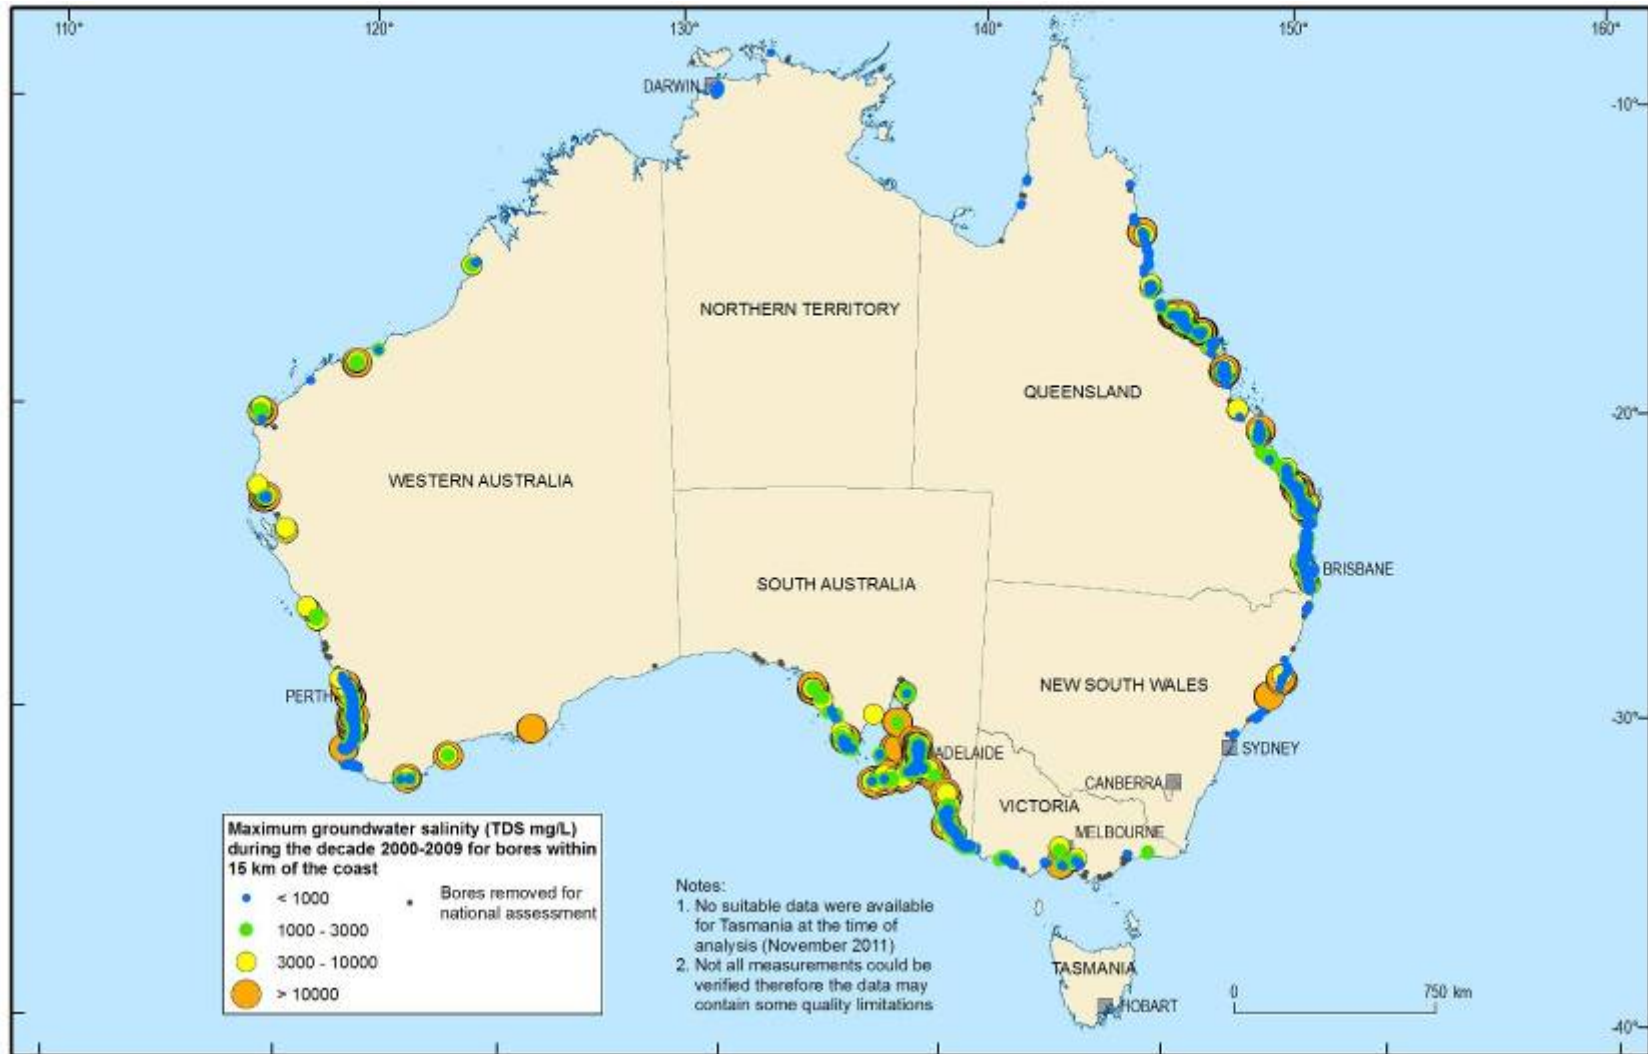 110°
120°
130°
140°
150°
160°
DARWIN
-10°
NORTHERN TERRITORY
QUEENSLAND
-20°
WESTERN AUSTRALIA
SOUTH AUSTRALIA
BRISBANE
NEW SOUTH WALES
PERTH
-30°
SYDNEY
ADELAIDE
CANBERRA
VICTORIA
MELBOURNE
Maximum groundwater salinity (TDS mg/L)
during the decade 2000-2009 for bores within
15 km of the coast
< 1000
1000 - 3000
3000 - 10000
> 10000
Bores removed for
national assessment
Notes:
1. No suitable data were available
for Tasmania at the time of
analysis (November 2011)
2. Not all measurements could be
verified therefore the data may
contain some quality limitations
TASMANIA
HOBART
0
750 km
-40°